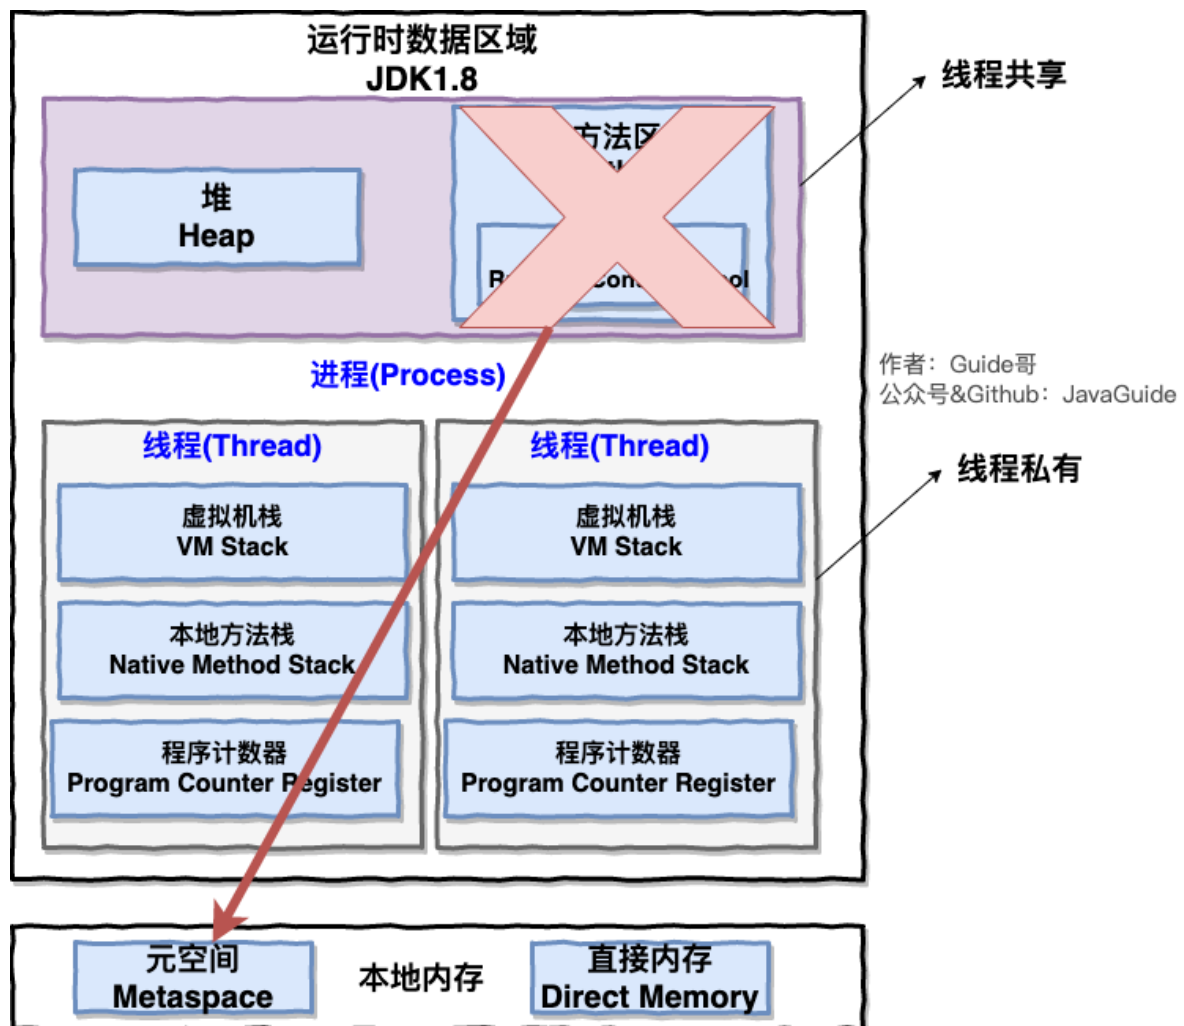 运行时数据区域
JDK1.8
线程共享
堆
Heap
方法区
进程(Process)
作者：Guide哥
公众号&Github：JavaGuide
线程(Thread)
虚拟机栈
VM Stack
本地方法栈
Native Method Stack
程序计数器
Program Counter Register
线程(Thread)
虚拟机栈
VM Stack
本地方法栈
Native Method Stack
程序计数器
Program Counter Register
线程私有
元空间
Metaspace
本地内存
直接内存
Direct Memory